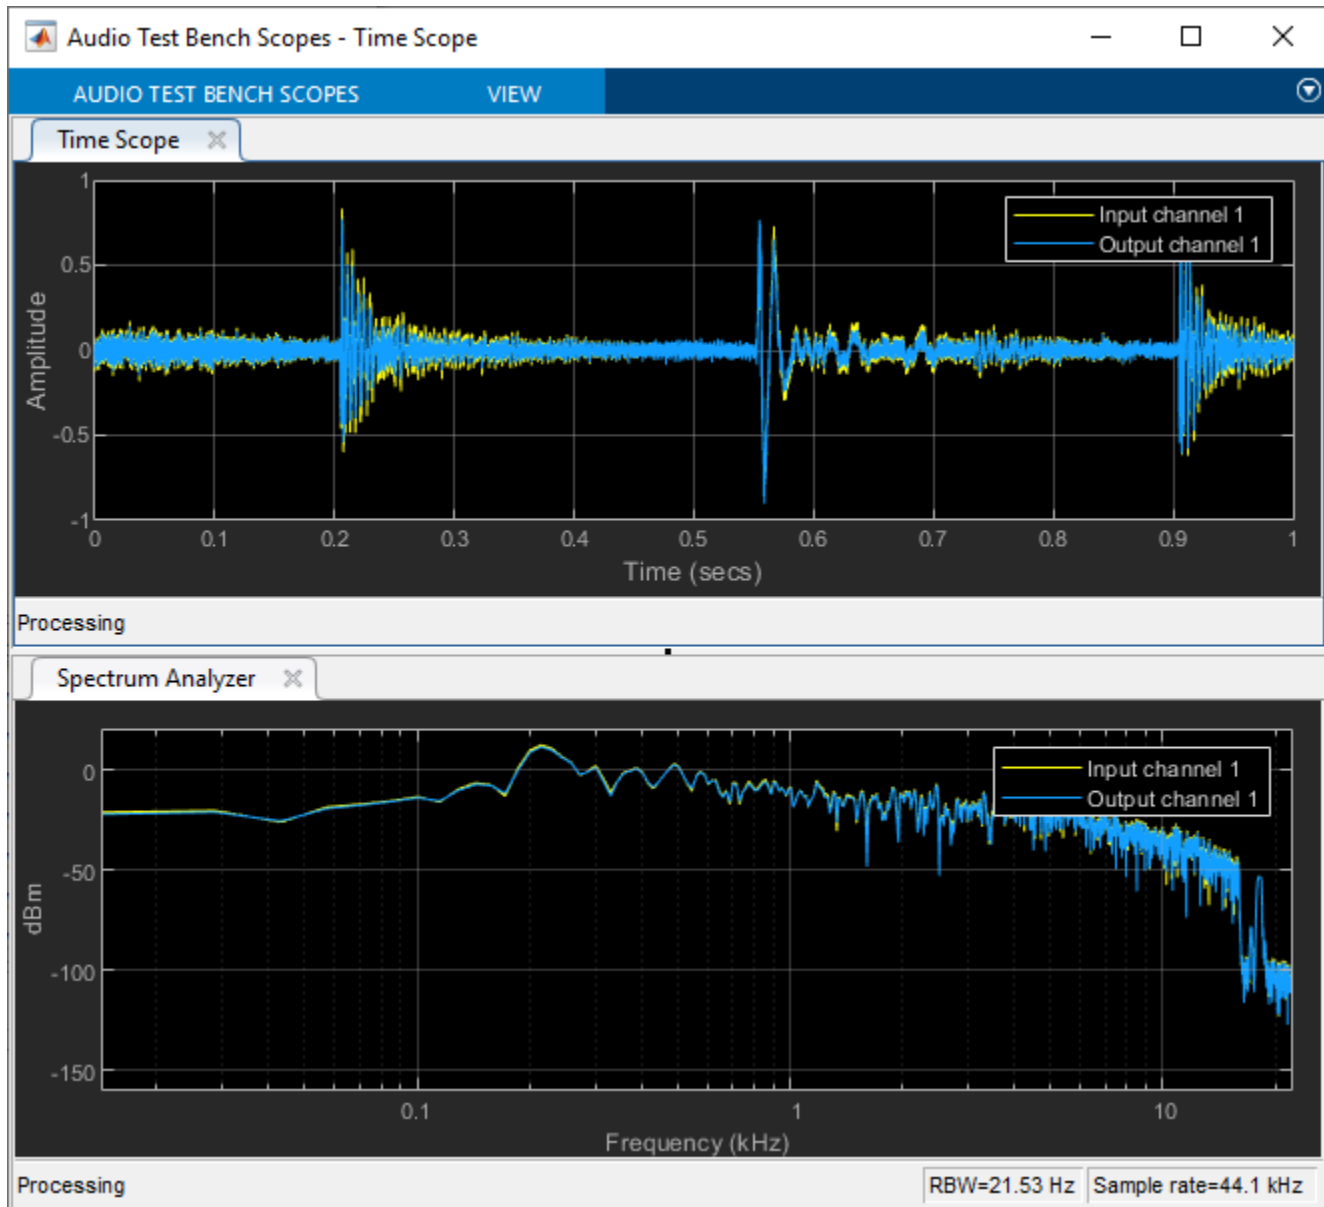 Audio Test Bench Scopes - Time Scope
AUDIO TEST BENCH SCOPES VIEW
Time Scope
1
0.5
0
-0.5
-1
Amplitude
Input channel 1
Output channel 1
0 0.1 0.2 0.3 0.4 0.5 0.6 0.7 0.8 0.9 1
Time (secs)
Processing
Spectrum Analyzer
0
-50
-100
-150
dBm
Input channel 1
Output channel 1
0.1 1 10
Frequency (kHz)
Processing RBW=21.53 Hz Sample rate=44.1 kHz